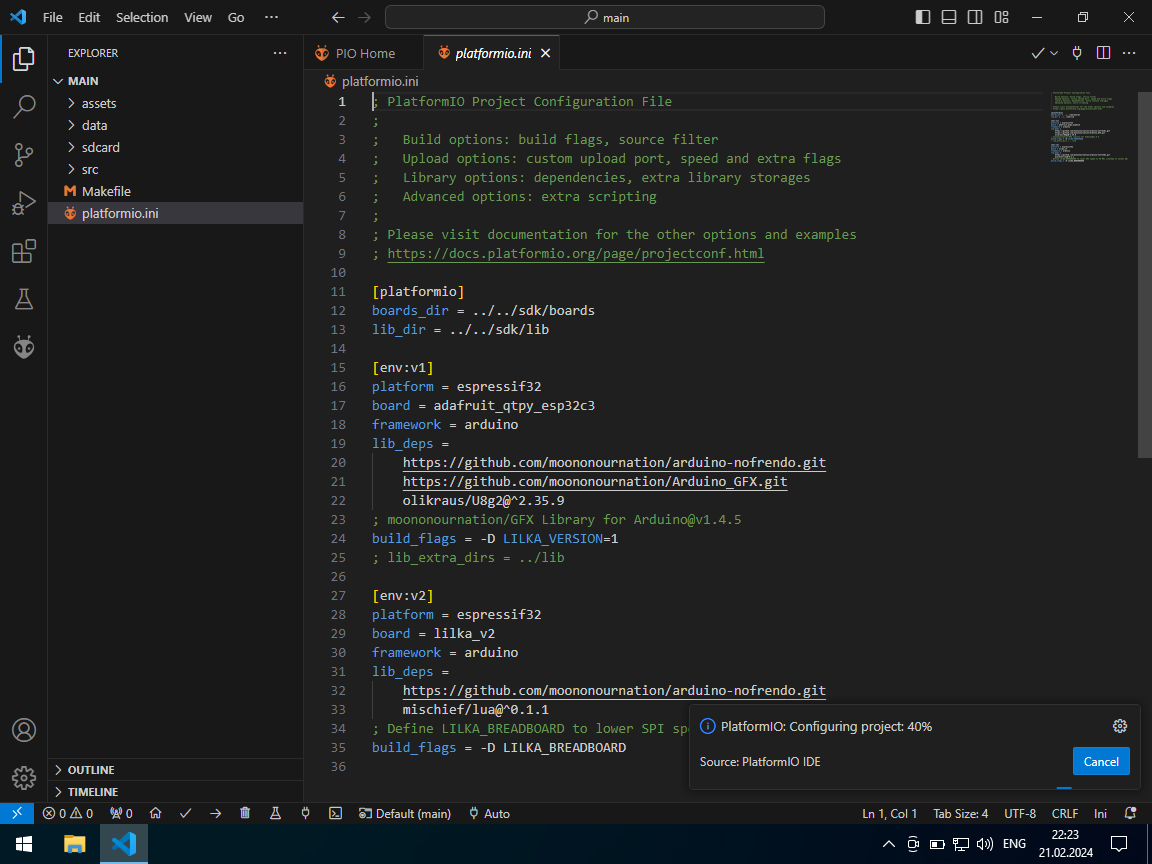 File Edit Selection View Go ··· main
EXPLORER ···
MAIN
assets
data
sdcard
src
Makefile
platformio.ini
OUTLINE
TIMELINE
PIO Home platformio.ini
platformio.ini
1 ; PlatformIO Project Configuration File
2 ;
3 ;   Build options: build flags, source filter
4 ;   Upload options: custom upload port, speed and extra flags
5 ;   Library options: dependencies, extra library storages
6 ;   Advanced options: extra scripting
7 ;
8 ; Please visit documentation for the other options and examples
9 ; https://docs.platformio.org/page/projectconf.html
10
11 [platformio]
12 boards_dir = ../../sdk/boards
13 lib_dir = ../../sdk/lib
14
15 [env:v1]
16 platform = espressif32
17 board = adafruit_qtpy_esp32c3
18 framework = arduino
19 lib_deps =
20     https://github.com/moononournation/arduino-nofrendo.git
21     https://github.com/moononournation/Arduino_GFX.git
22     olikraus/U8g2@^2.35.9
23 ; moononournation/GFX Library for Arduino@v1.4.5
24 build_flags = -D LILKA_VERSION=1
25 ; lib_extra_dirs = ../lib
26
27 [env:v2]
28 platform = espressif32
29 board = lilka_v2
30 framework = arduino
31 lib_deps =
32     https://github.com/moononournation/arduino-nofrendo.git
33     mischief/lua@^0.1.1
34 ; Define LILKA_BREADBOARD to lower SPI
35 build_flags = -D LILKA_BREADBOARD
36
PlatformIO: Configuring project: 40%
Source: PlatformIO IDE Cancel
0 0 0 Default (main) Auto Ln 1, Col 1 Tab Size: 4 UTF-8 CRLF Ini
ENG 22:23
21.02.2024